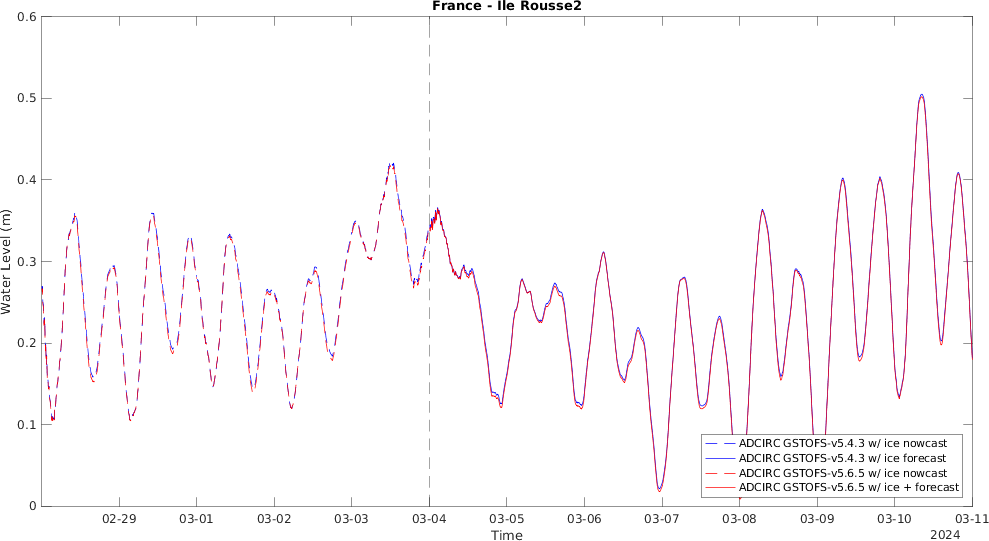 France - Ile Rousse2
Water Level (m)
0.6
0.5
0.4
0.3
0.2
0.1
0
ADCIRC GSTOFS-v5.4.3 w/ ice nowcast
ADCIRC GSTOFS-v5.4.3 w/ ice forecast
ADCIRC GSTOFS-v5.6.5 w/ ice nowcast
ADCIRC GSTOFS-v5.6.5 w/ ice + forecast
02-29 03-01 03-02 03-03 03-04 03-05 03-06 03-07 03-08 03-09 03-10 03-11
Time
2024